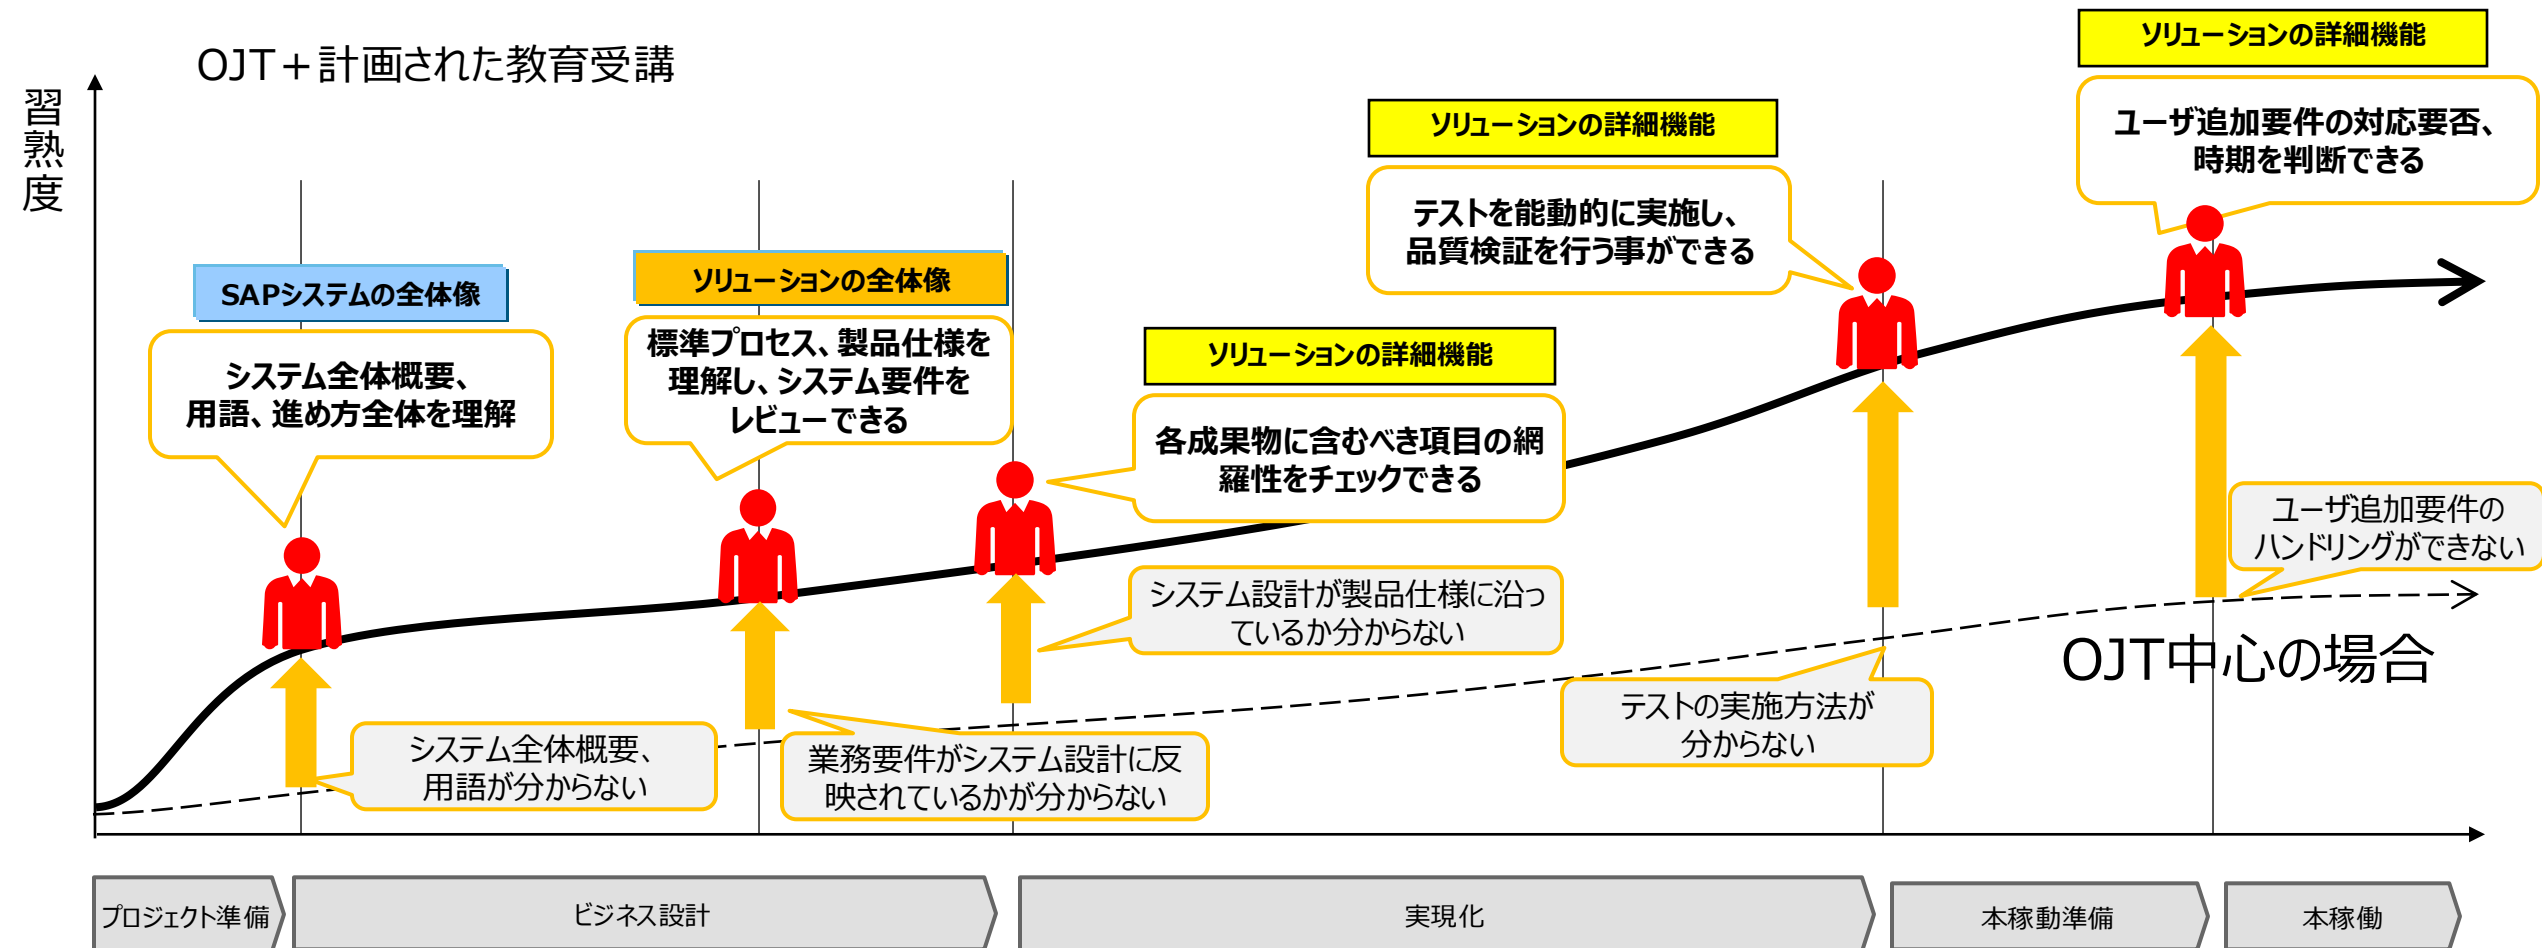 OJT+計画された教育受講
習熟度
SAPシステムの全体像
システム全体概要、
用語、進め方全体を理解
ソリューションの全体像
標準プロセス、製品仕様を
理解し、システム要件を
レビューできる
ソリューションの詳細機能
各成果物に含むべき項目の網
羅性をチェックできる
ソリューションの詳細機能
テストを能動的に実施し、
品質検証を行う事ができる
ソリューションの詳細機能
ユーザ追加要件の対応要否、
時期を判断できる
システム全体概要、
用語が分からない
業務要件がシステム設計に反
映されているかが分からない
システム設計が製品仕様に沿っ
ているか分からない
テストの実施方法が
分からない
ユーザ追加要件の
ハンドリングができない
OJT中心の場合
プロジェクト準備
ビジネス設計
実現化
本稼動準備
本稼働